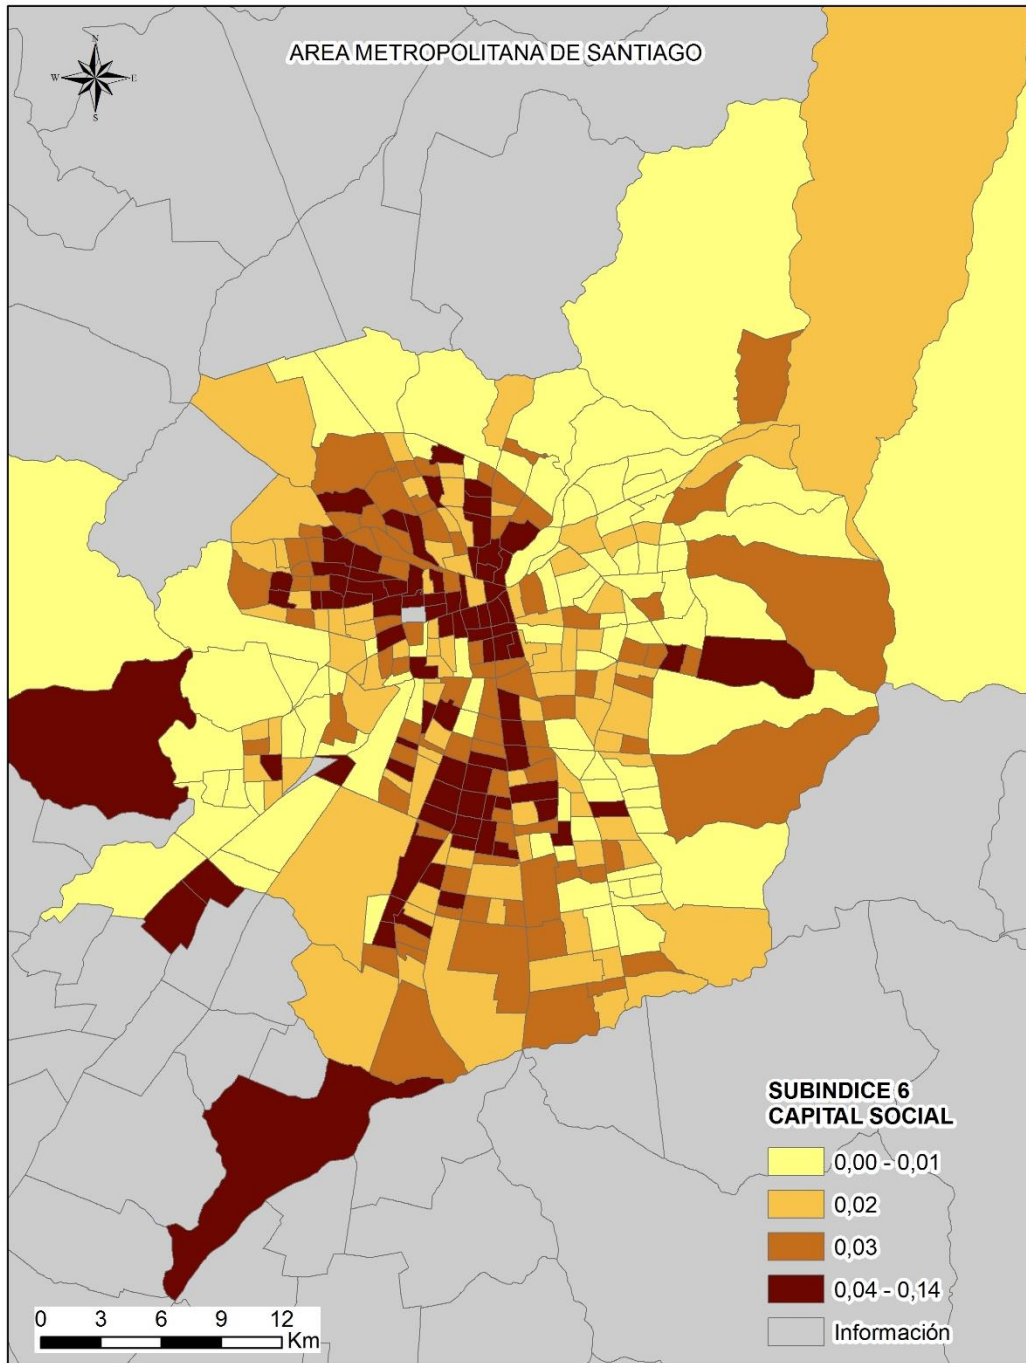 AREA METROPOLITANA DE SANTIAGO
N
W E
S
SUBINDICE 6
CAPITAL SOCIAL
0,00 - 0,01
0,02
0,03
0,04 - 0,14
Información
0 3 6 9 12
Km